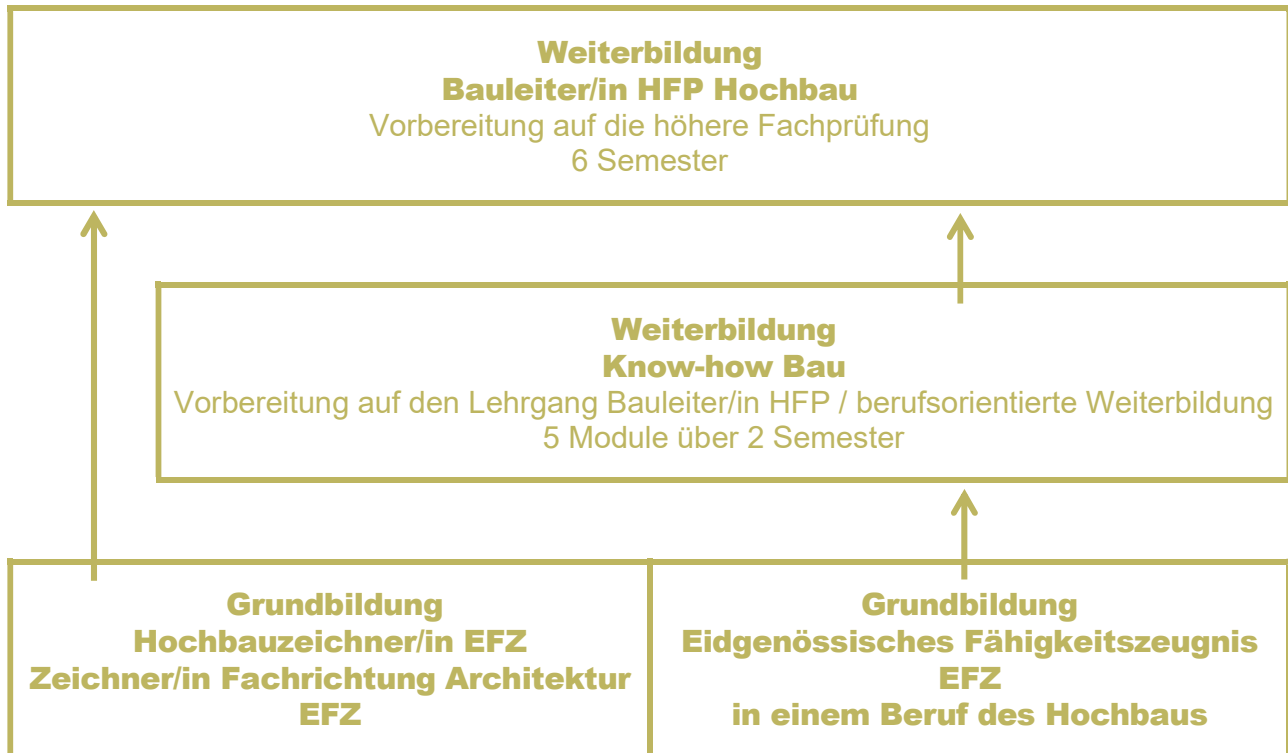 Weiterbildung
Bauleiter/in HFP Hochbau
Vorbereitung auf die höhere Fachprüfung
6 Semester
Weiterbildung
Know-how Bau
Vorbereitung auf den Lehrgang Bauleiter/in HFP / berufsorientierte Weiterbildung
5 Module über 2 Semester
Grundbildung
Hochbauzeichner/in EFZ
Zeichner/in Fachrichtung Architektur
EFZ
Grundbildung
Eidgenössisches Fähigkeitszeugnis
EFZ
in einem Beruf des Hochbaus